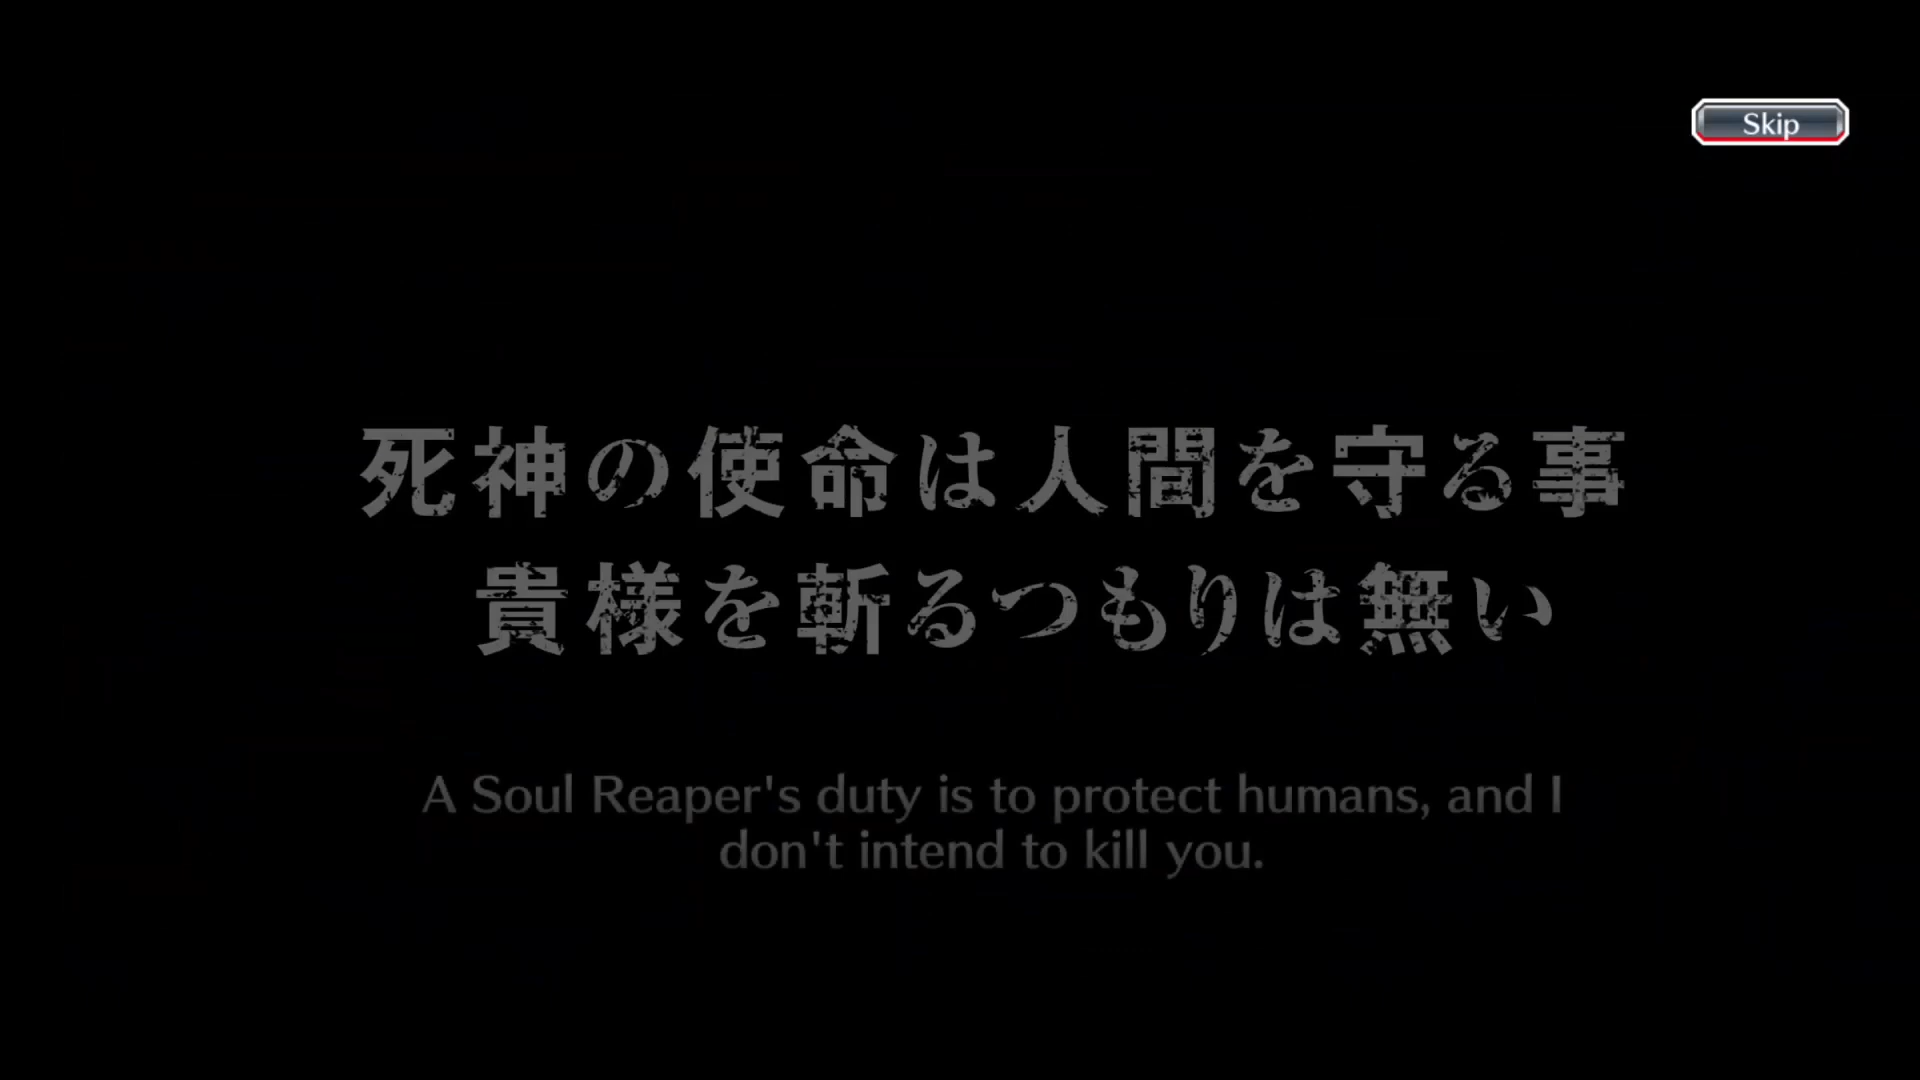 Skip
死神の使命は人間を守る事
貴様を斬るつもりは無い
A Soul Reaper's duty is to protect humans, and I
don't intend to kill you.